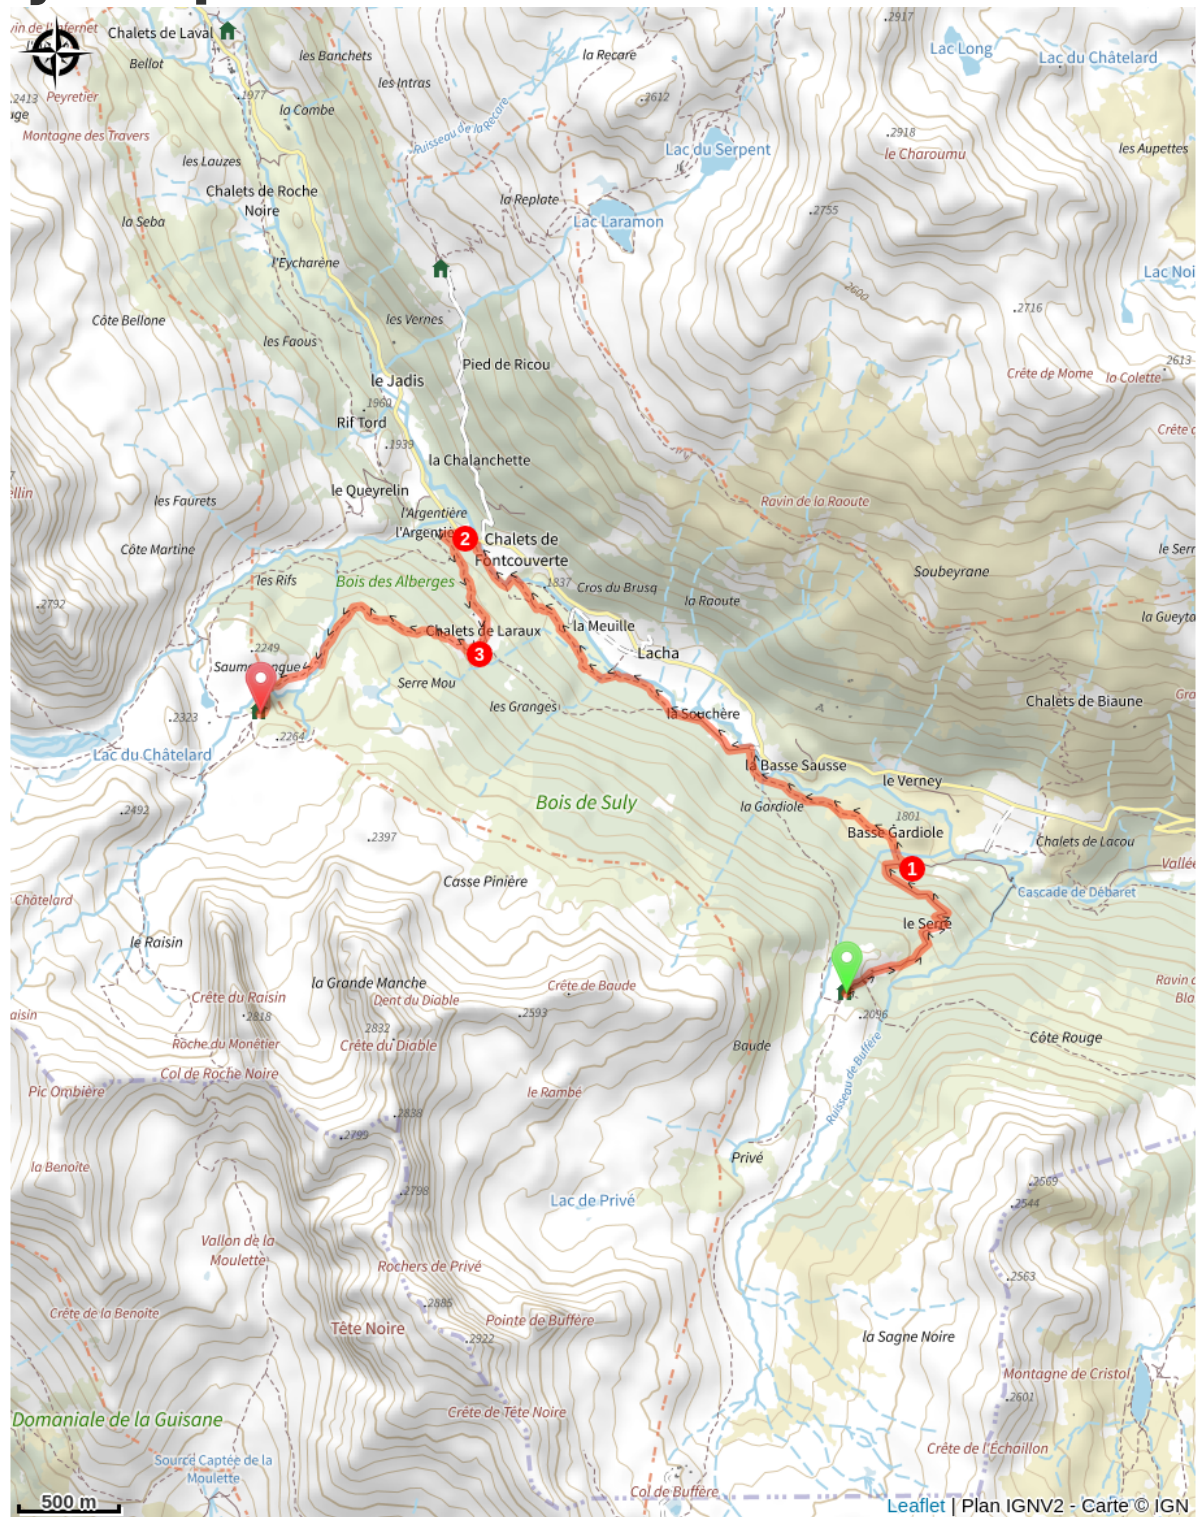 Chalets de Laval
les Banchets
la Recare
.2917
Lac Long
Lac du Châtelard
Bellot
les Intras
.1977
.2612
Peyretier
la Combe
Ruisseau de la Recare
.2413
Montagne des Travers
.2918
le Charoumu
les Aupettes
Lac du Serpent
les Lauzes
Chalets de Roche
Noire
la Replate
.2755
la Seba
Lac Laramon
l'Eycharène
Lac Noi
2600
.2716
Côte Bellone
les Vernes
les Faous
Pied de Ricou
2613
Crête de Mome
la Colette
le Jadis
.1960
Rif Tord
.1939
Crête d
la Chalanchette
le Queyrelin
les Faurets
Ravin de la Raoute
l'Argentière
2
Chalets de
Fontcouverte
Côte Martine
le Serr
les Rifs
Bois des Alberges
.1837
Cros du Brusq
Soubeyrane
.2792
la Raoute
la Gueyta
Chalets de Laraux
la Meuille
3
Lacha
.2249
Serre Mou
les Granges
la Souchère
Chalets de Biaune
.2323
.2264
Lac du Châtelard
la Basse Sausse
le Verney
.2492
la Gardiole
1801
Basse Gardiole
.2397
Chalets de Lacou
1
Casse Pinière
Vallée
Châtelard
Cascade de Débaret
le Serre
le Raisin
la Grande Manche
Crête de Baude
Ravin d
Bla
Crête du Raisin
Dent du Diable
.2818
aisin
.2593
.2096
2832
Crête du Diable
Roche du Monêtier
Baude
Côte Rouge
Col de Roche Noire
Pic Ombière
le Rambé
Ruisseau de Buffère
.2838
.2799
la Benoîte
Privé
.2798
.2569
.2544
Lac de Privé
Vallon de la
Moulette
Rochers de Privé
.2563
.2885
Crête de la Benoîte
Pointe de Buffère
Tête Noire
.2922
la Sagne Noire
Montagne de Cristol
.2601
Domaniale de la Guisane
Crête de Tête Noire
Crête de l'Échaillon
Source Captée de la
Moulette
Col de Buffère
500 m
Leaflet | Plan IGNV2 - Carte © IGN